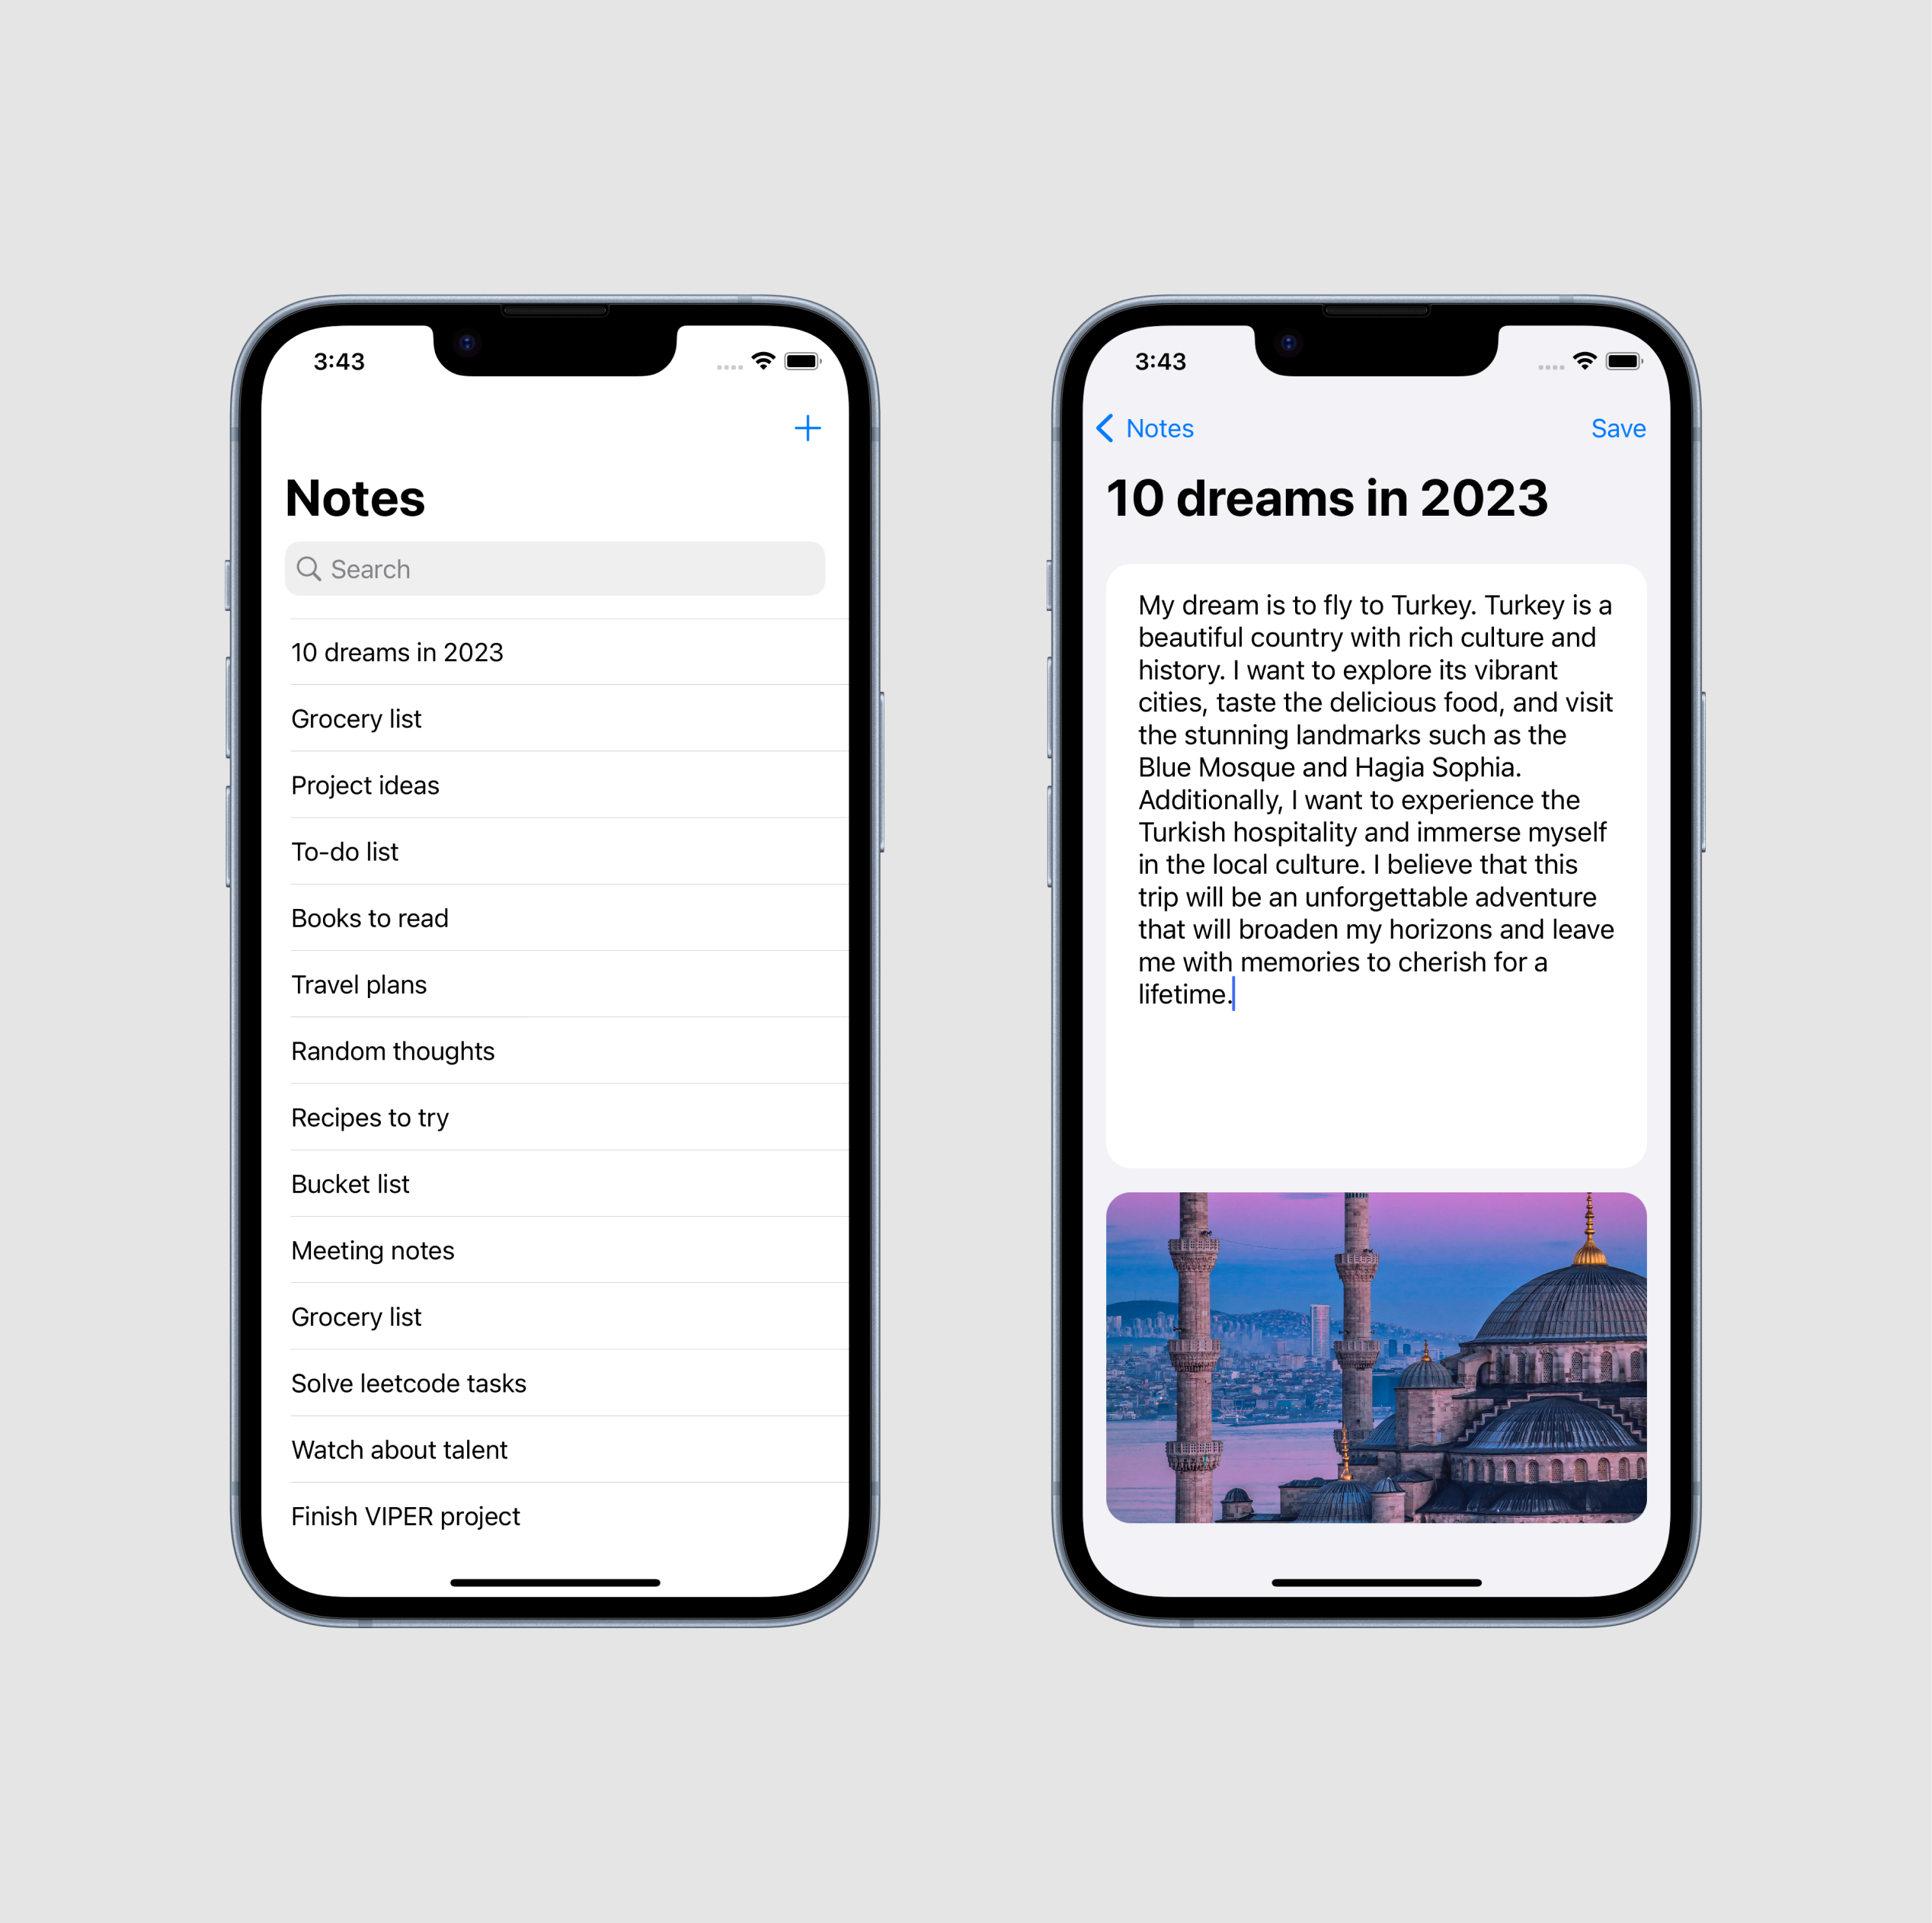 3:43
Notes
Search
10 dreams in 2023
Grocery list
Project ideas
To-do list
Books to read
Travel plans
Random thoughts
Recipes to try
Bucket list
Meeting notes
Grocery list
Solve leetcode tasks
Watch about talent
Finish VIPER project
3:43
Notes Save
10 dreams in 2023
My dream is to fly to Turkey. Turkey is a
beautiful country with rich culture and
history. I want to explore its vibrant
cities, taste the delicious food, and visit
the stunning landmarks such as the
Blue Mosque and Hagia Sophia.
Additionally, I want to experience the
Turkish hospitality and immerse myself
in the local culture. I believe that this
trip will be an unforgettable adventure
that will broaden my horizons and leave
me with memories to cherish for a
lifetime.